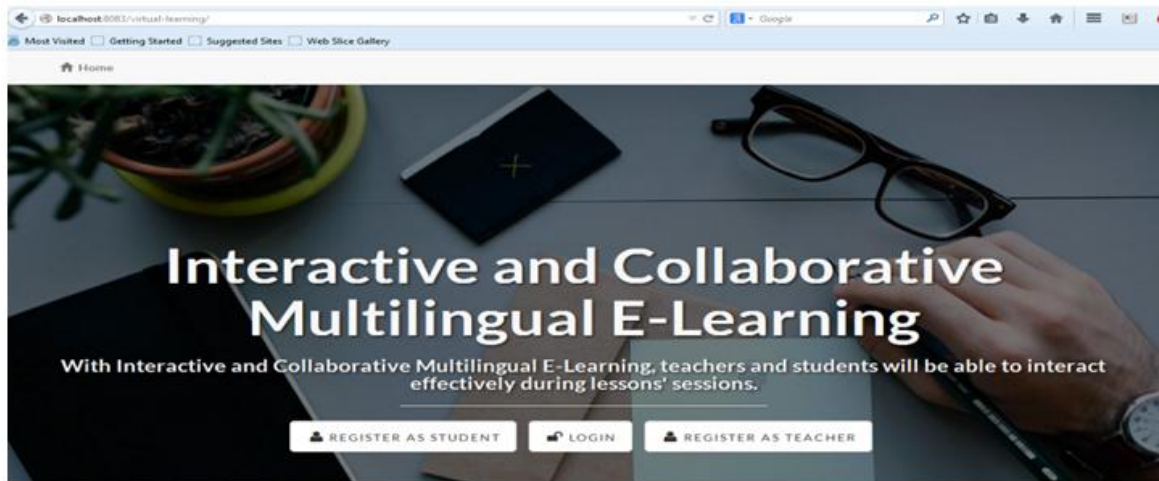 localhost:8083/virtual-learning/
Google
Most Visited Getting Started Suggested Sites Web Slice Gallery
Home
Interactive and Collaborative
Multilingual E-Learning
With Interactive and Collaborative Multilingual E-Learning, teachers and students will be able to interact
effectively during lessons' sessions.
REGISTER AS STUDENT LOGIN REGISTER AS TEACHER